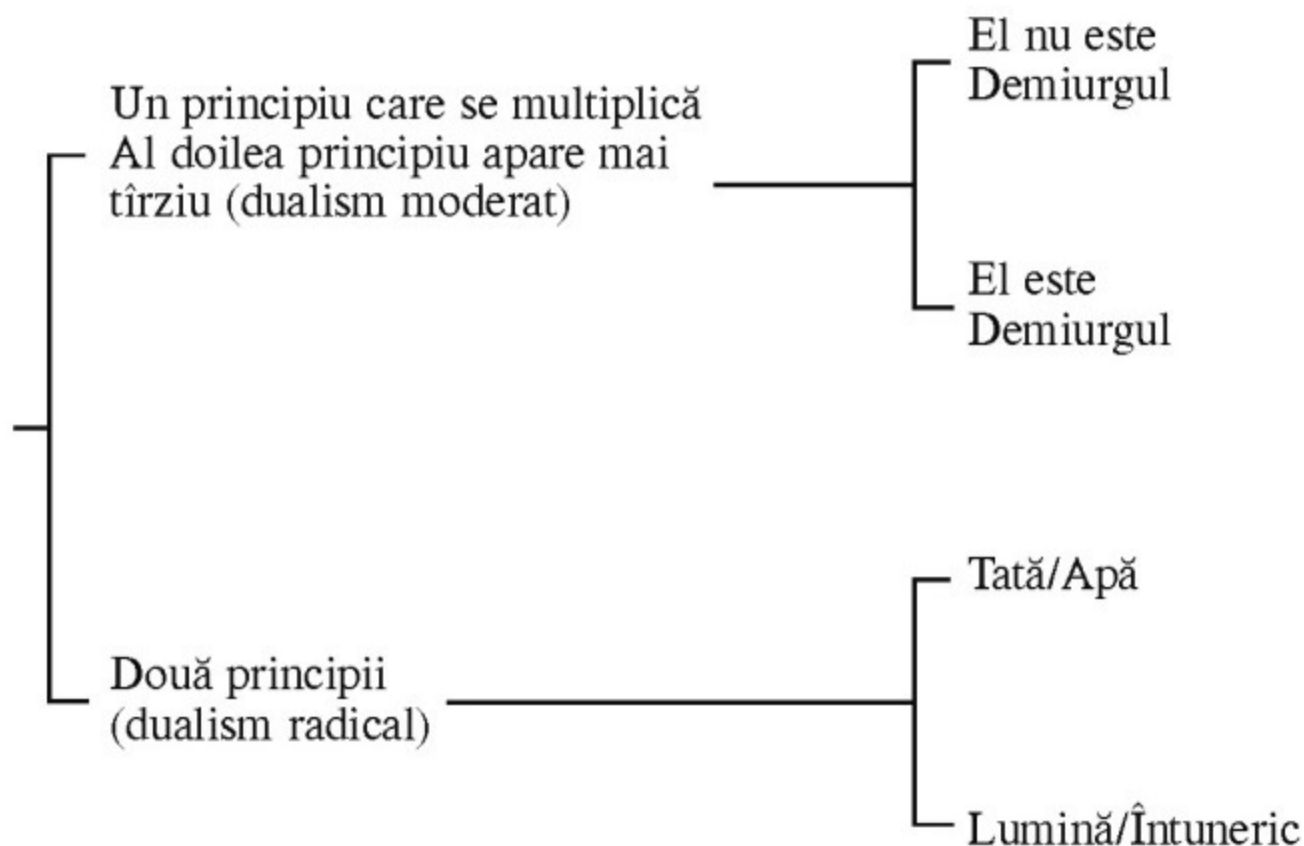 El nu este
Demiurgul
Un principiu care se multiplică
Al doilea principiu apare mai
tîrziu (dualism moderat)
El este
Demiurgul
Tată/Apă
Două principii
(dualism radical)
Lumină/Întuneric